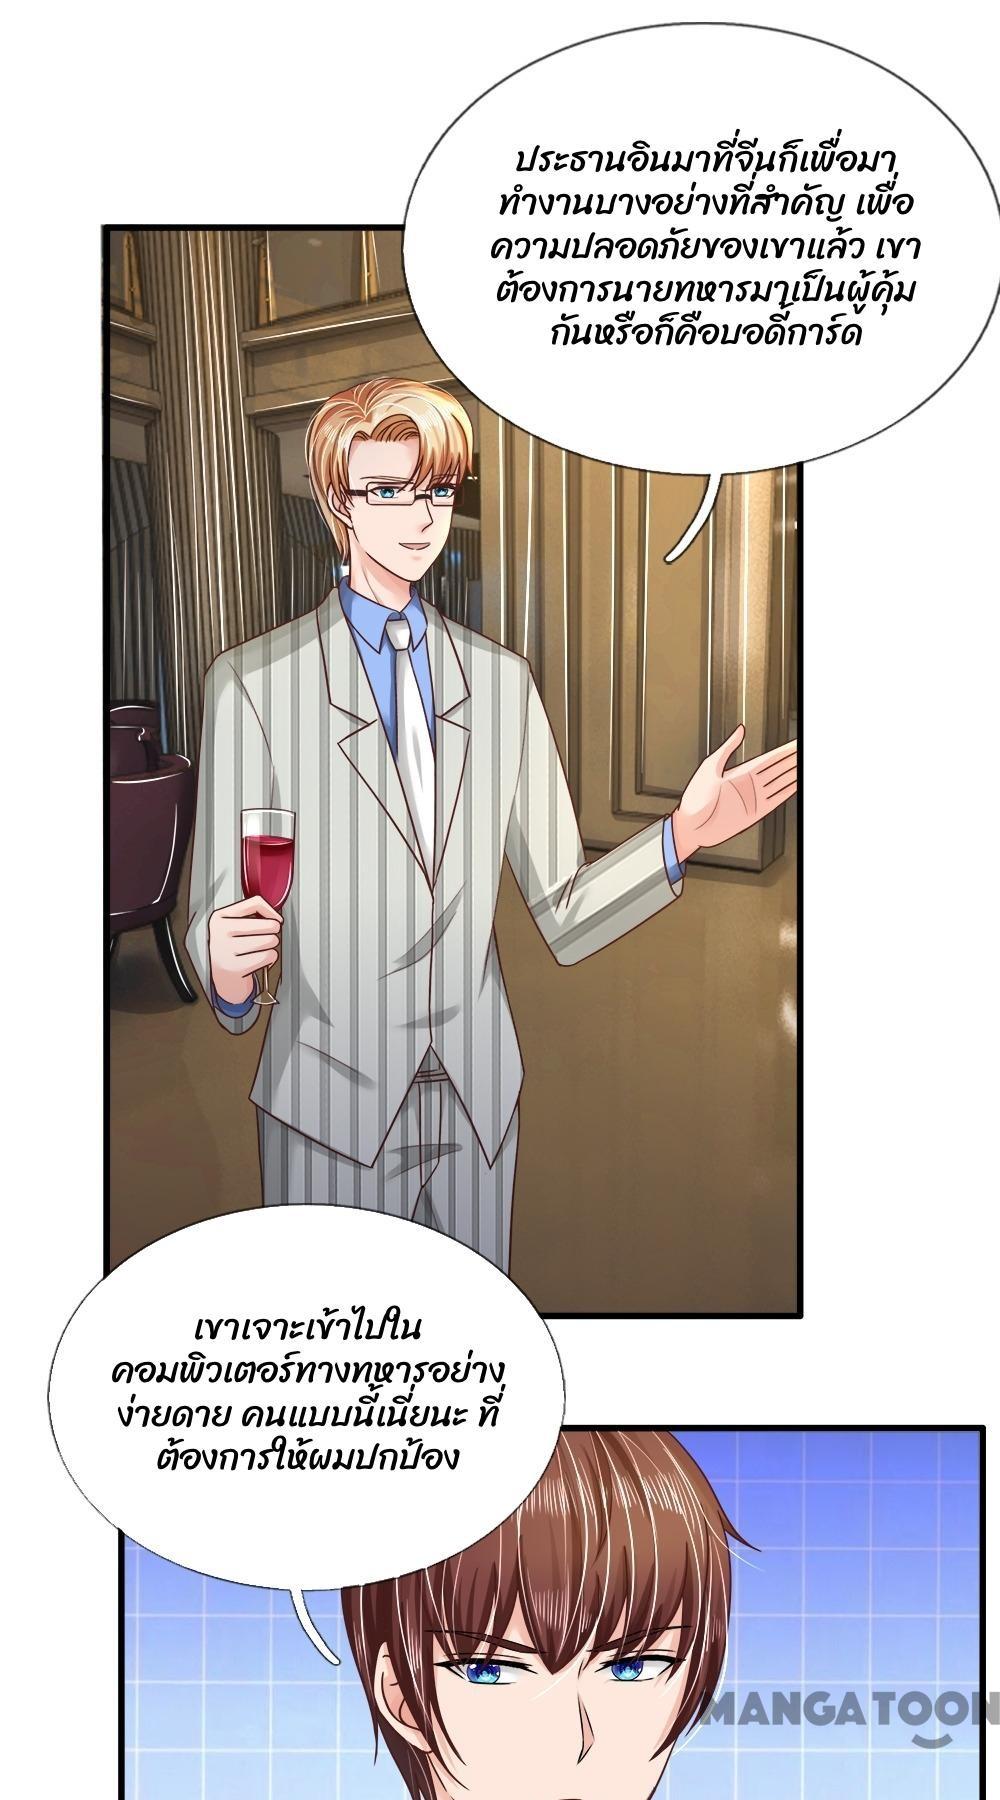 ประธานอินมาที่จีนก็เพื่อมา
ทำงานบางอย่างที่สำคัญ เพื่อ
ความปลอดภัยของเขาแล้ว เขา
ต้องการนายทหารมาเป็นผู้คุ้ม
กันหรือก็คือบอดี้การ์ด
เขาเจาะเข้าไปใน
คอมพิวเตอร์ทางทหารอย่าง
ง่ายดาย คนแบบนี้เนี่ยนะ ที่
ต้องการให้ผมปกป้อง
MANGATOON